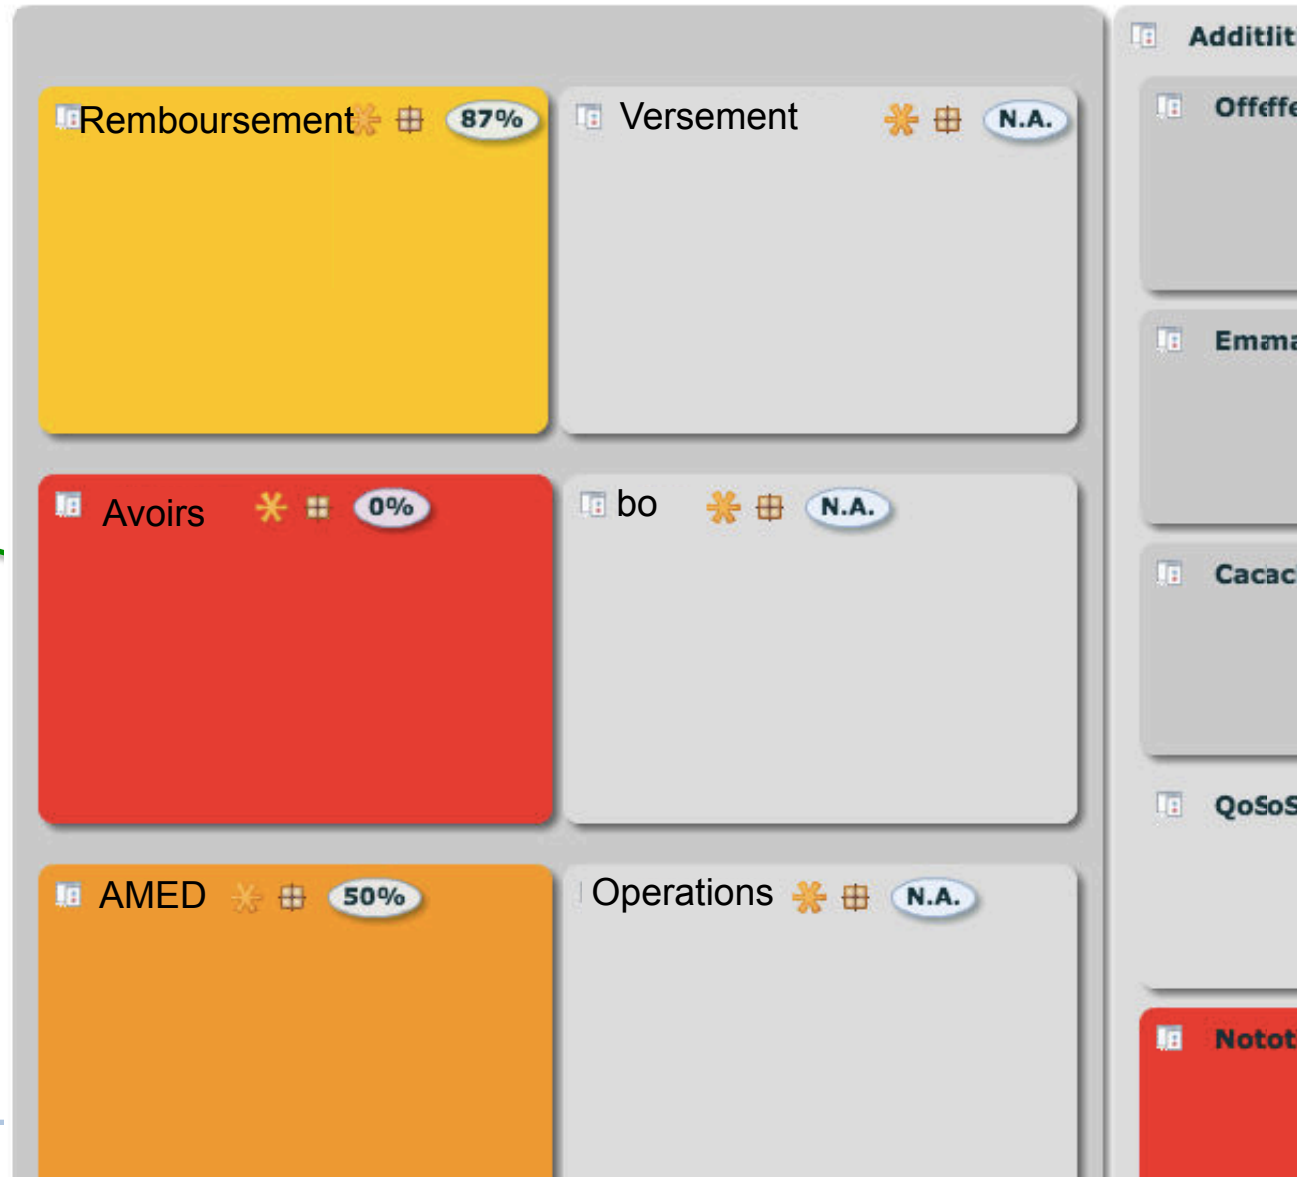 Remboursement 87%
Versement N.A.
Avoirs 0%
bo N.A.
AMED 50%
Operations N.A.